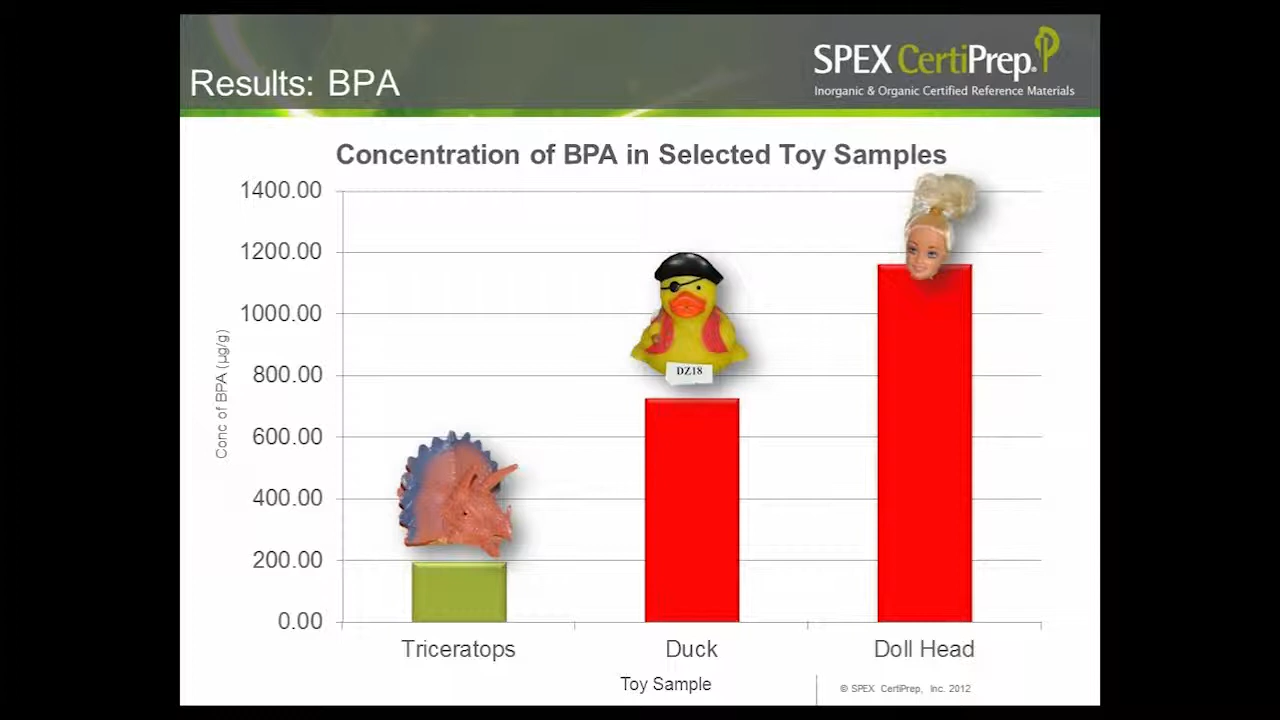 Results: BPA
SPEX CertiPrep.
Inorganic & Organic Certified Reference Materials
Concentration of BPA in Selected Toy Samples
1400.00
1200.00
1000.00
800.00
600.00
400.00
200.00
0.00
Conc of BPA (µg/g)
DZ18
Triceratops
Duck
Doll Head
Toy Sample
© SPEX CertiPrep, Inc. 2012